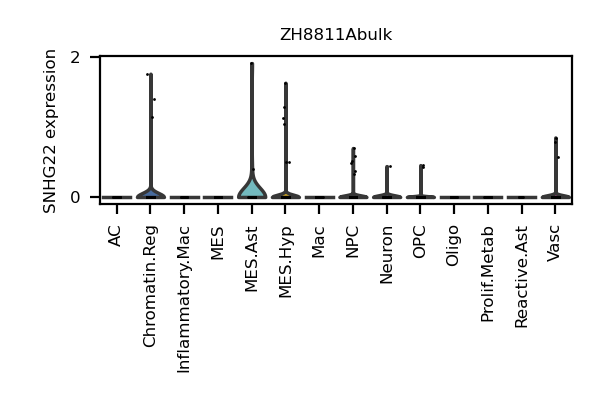 ZH8811Abulk
SNHG22 expression
2
0
AC
Chromatin.Reg
Inflammatory.Mac
MES
MES.Ast
MES.Hyp
Mac
NPC
Neuron
OPC
Oligo
Prolif.Metab
Reactive.Ast
Vasc